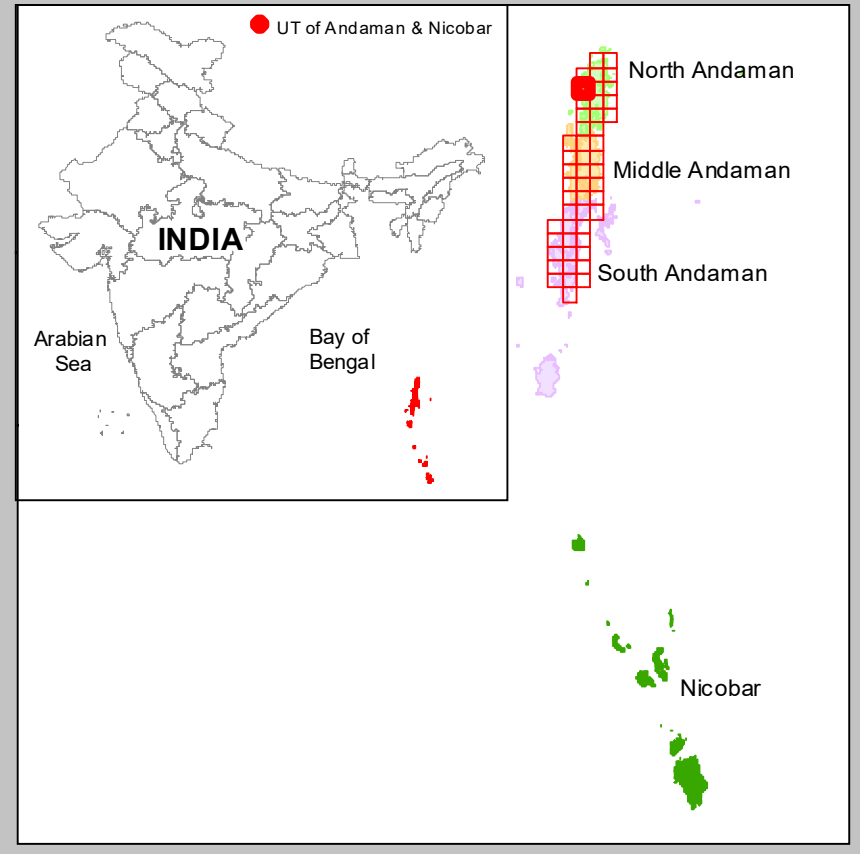 UT of Andaman & Nicobar
North Andaman
Middle Andaman
INDIA
South Andaman
Arabian
Sea
Bay of
Bengal
Nicobar